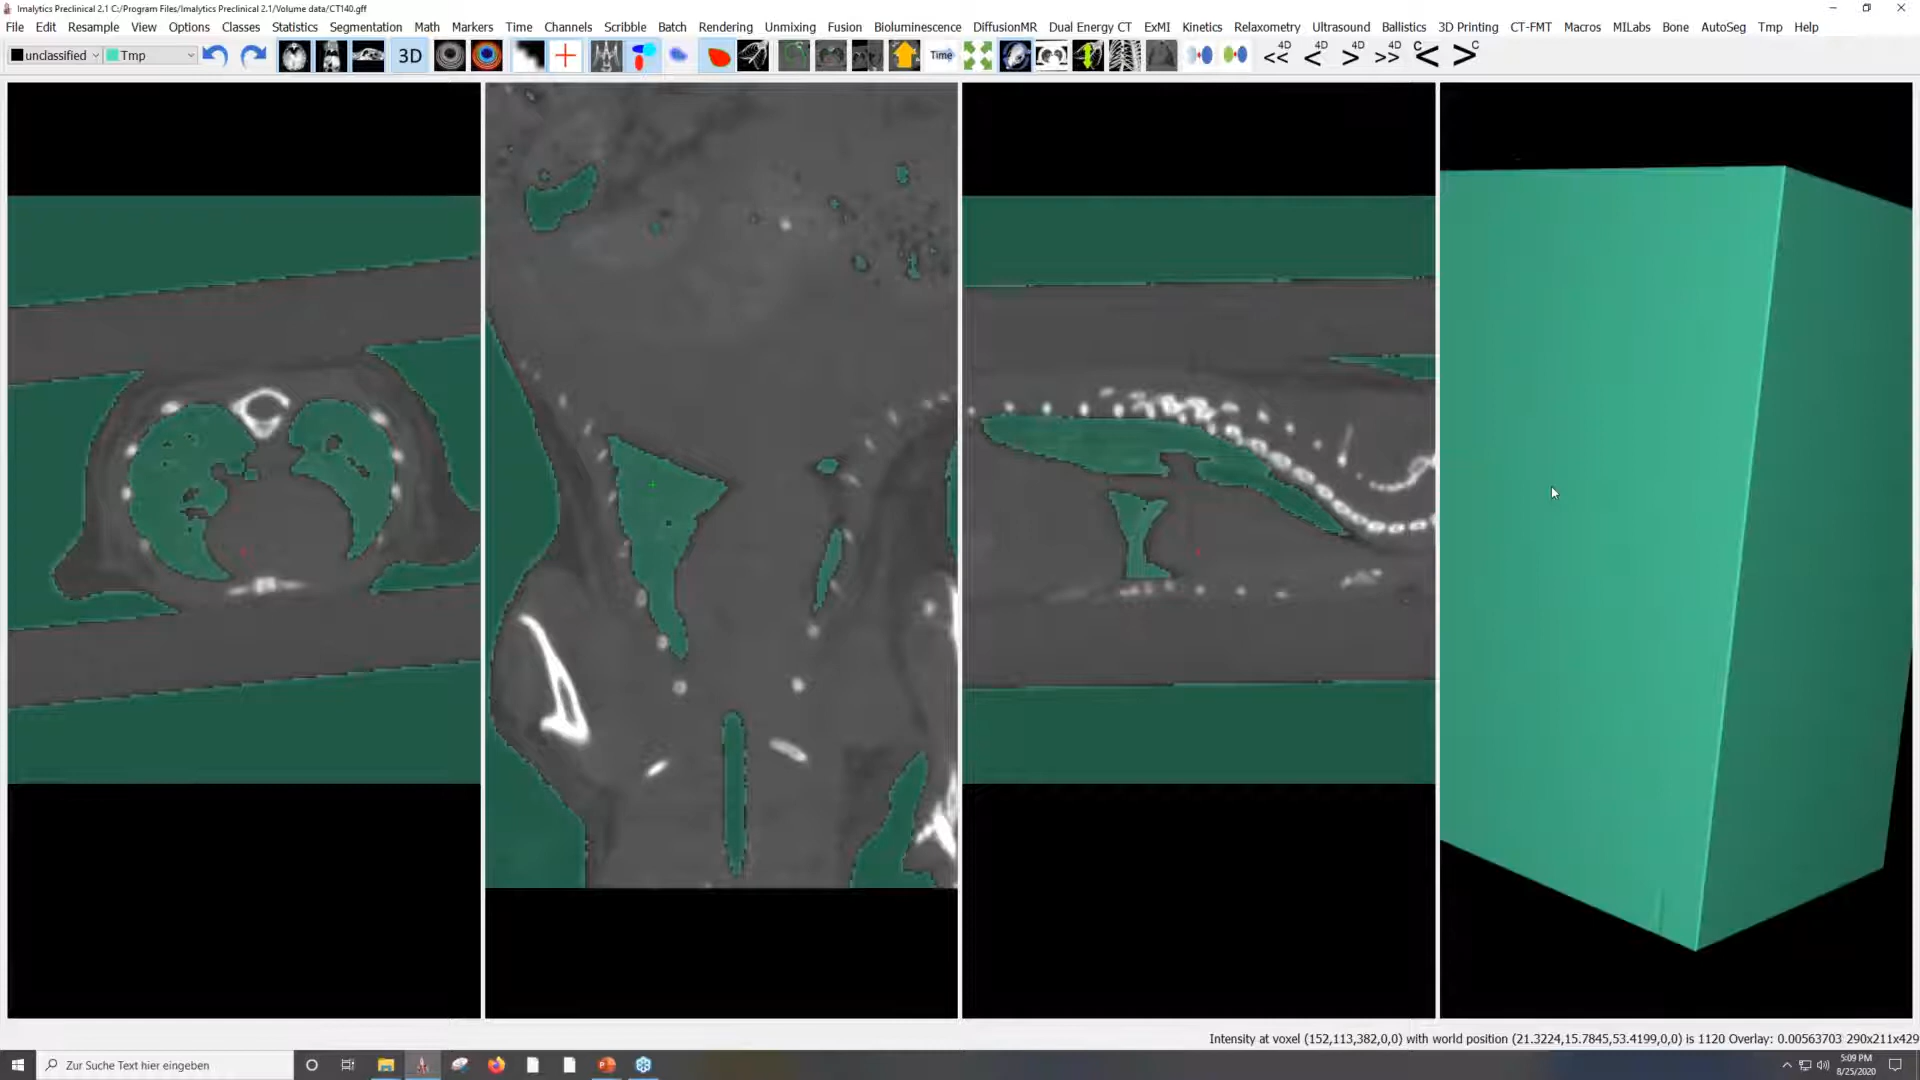 Imalytics Preclinical 2.1 C:/Program Files/Imalytics Preclinical 2.1/Volume data/CT140.gff
File Edit Resample View Options Classes Statistics Segmentation Math Markers Time Channels Scribble Batch Rendering Unmixing Fusion Bioluminescence DiffusionMR Dual Energy CT ExMI Kinetics Relaxometry Ultrasound Ballistics 3D Printing CT-FMT Macros MILabs Bone AutoSeg Tmp Help
unclassified Tmp 3D Time 4D << 4D < 4D > 4D >> C < C >
Intensity at voxel (152,113,382,0,0) with world position (21.3224,15.7845,53.4199,0,0) is 1120 Overlay: 0.00563703 290x211x429
Zur Suche Text hier eingeben
5:09 PM
8/25/2020